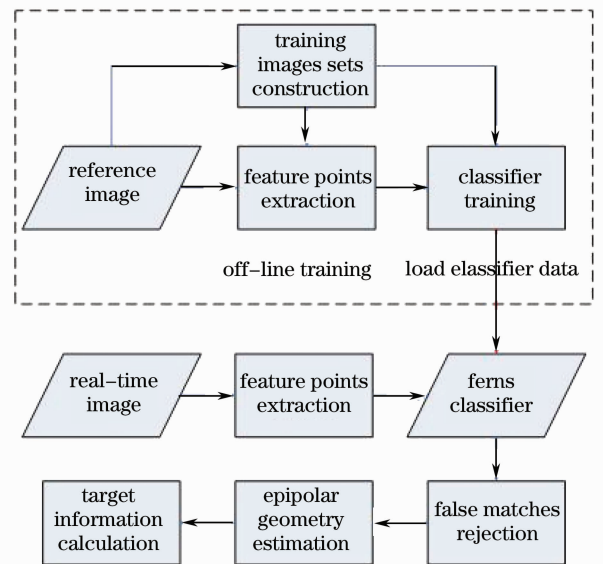 training
images sets
construction
reference
image
feature points
extraction
classifier
training
off-line training
load elassifier data
real-time
image
feature points
extraction
ferns
classifier
target
information
calculation
epipolar
geometry
estimation
false matches
rejection